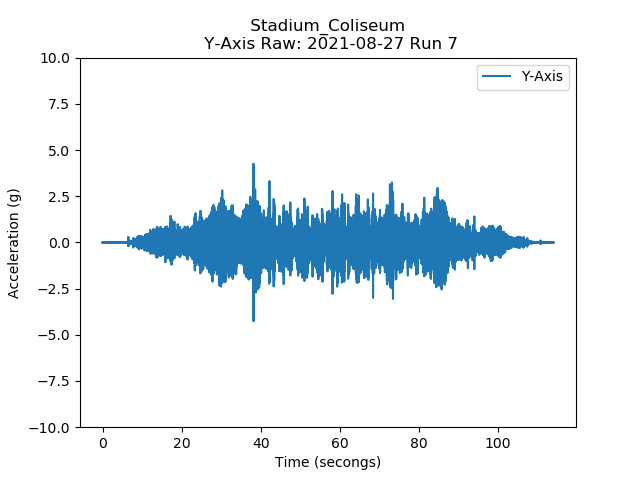 Stadium_Coliseum
Y-Axis Raw: 2021-08-27 Run 7
Y-Axis
10.0
7.5
5.0
2.5
0.0
−2.5
−5.0
−7.5
−10.0
Acceleration (g)
0 20 40 60 80 100
Time (secongs)